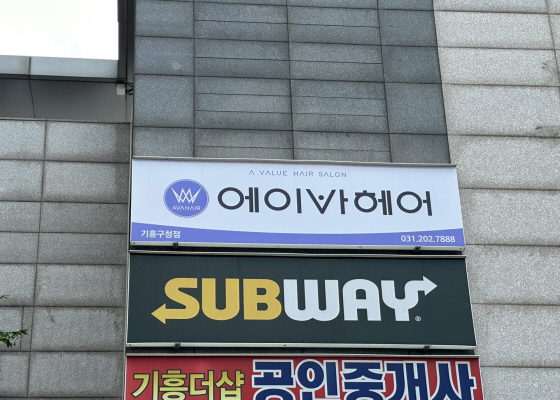 A VALUE HAIR SALON
AVAHAIR
에이바헤어
기흥구청점
031.202.7888
SUBWAY®
기흥더샵 공인중개사